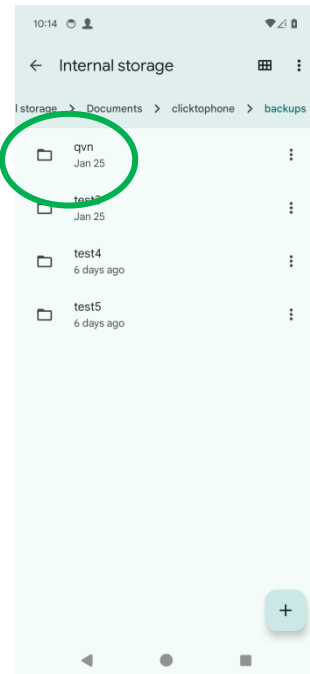 10:14
Internal storage
l storage > Documents > clicktophone > backups
qvn
Jan 25
Jan 25
test4
6 days ago
test5
6 days ago